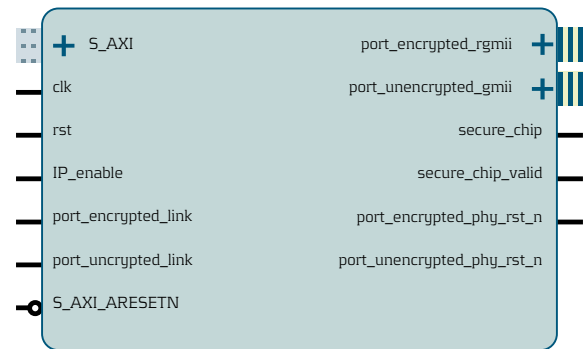 S_AXI
port_encrypted_rgmii
clk
port_unencrypted_gmii
rst
secure_chip
IP_enable
secure_chip_valid
port_encrypted_link
port_encrypted_phy_rst_n
port_uncrypted_link
port_unencrypted_phy_rst_n
S_AXI_ARESETN